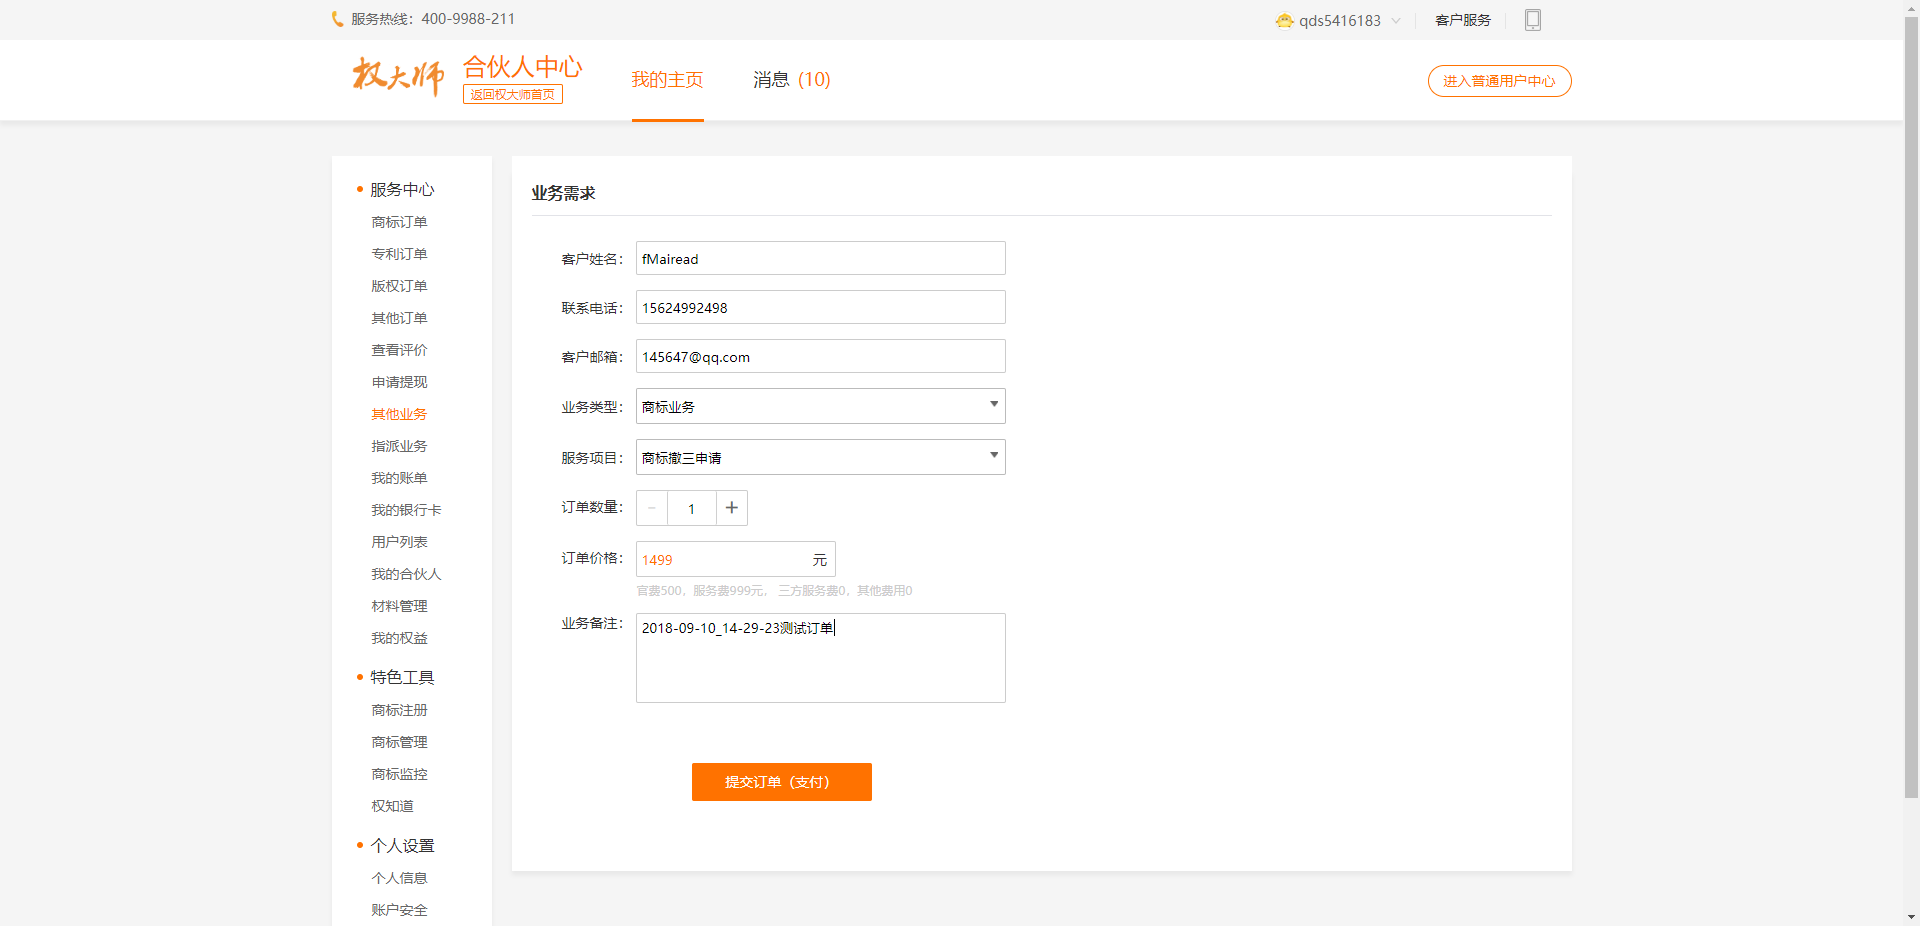 服务热线：400-9988-211
qds5416183
客户服务
权大师
合伙人中心
返回权大师首页
我的主页
消息 (10)
进入普通用户中心
服务中心
商标订单
专利订单
版权订单
其他订单
查看评价
申请提现
其他业务
指派业务
我的账单
我的银行卡
用户列表
我的合伙人
材料管理
我的权益
特色工具
商标注册
商标管理
商标监控
权知道
个人设置
个人信息
账户安全
业务需求
客户姓名： fMairead
联系电话： 15624992498
客户邮箱： 145647@qq.com
业务类型： 商标业务
服务项目： 商标撤三申请
订单数量： － 1 +
订单价格： 1499 元
官费500，服务费999元， 三方服务费0，其他费用0
业务备注： 2018-09-10_14-29-23测试订单
提交订单（支付）